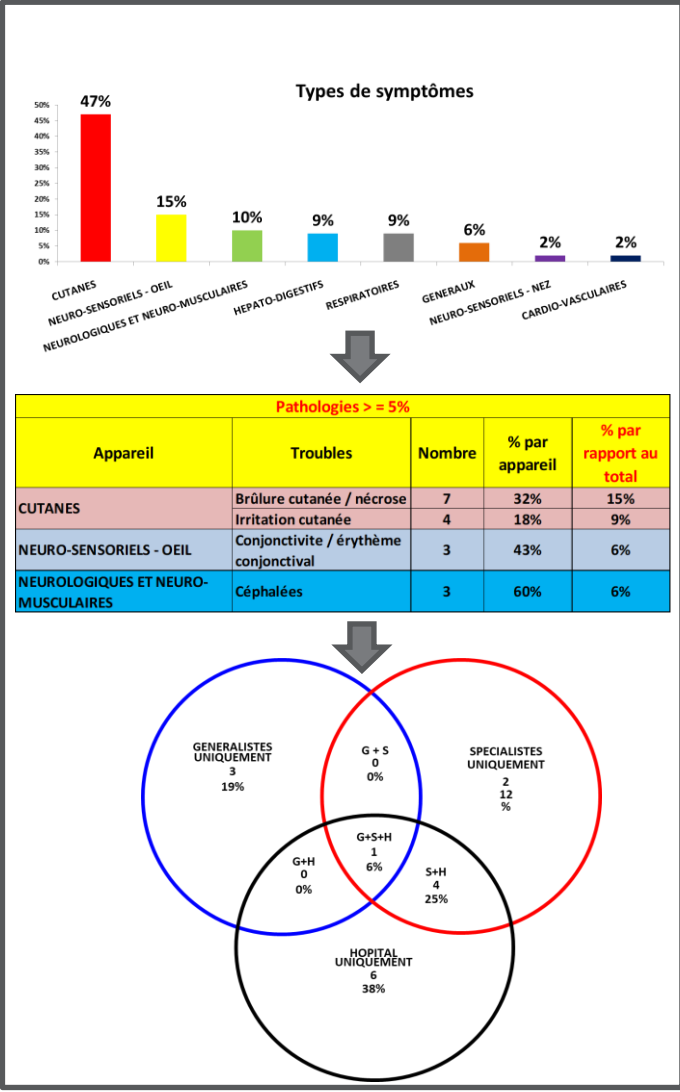 Types de symptômes
50%
45%
40%
35%
30%
25%
20%
15%
10%
5%
0%
47%
15%
10%
9%
9%
6%
2%
2%
CUTANES
NEURO-SENSORIELS - OEIL
NEUROLOGIQUES ET NEURO-MUSCULAIRES
HEPATO-DIGESTIFS
RESPIRATOIRES
GENERAUX
NEURO-SENSORIELS - NEZ
CARDIO-VASCULAIRES
Pathologies > = 5%
Appareil
Troubles
Nombre
% par
appareil
% par
rapport au
total
CUTANES
Brûlure cutanée / nécrose
7
32%
15%
Irritation cutanée
4
18%
9%
NEURO-SENSORIELS - OEIL
Conjonctivite / érythème
conjonctival
3
43%
6%
NEUROLOGIQUES ET NEURO-
MUSCULAIRES
Céphalées
3
60%
6%
GENERALISTES
UNIQUEMENT
3
19%
G + S
0
0%
SPECIALISTES
UNIQUEMENT
2
12
%
G+S+H
1
6%
G+H
0
0%
S+H
4
25%
HOPITAL
UNIQUEMENT
6
38%